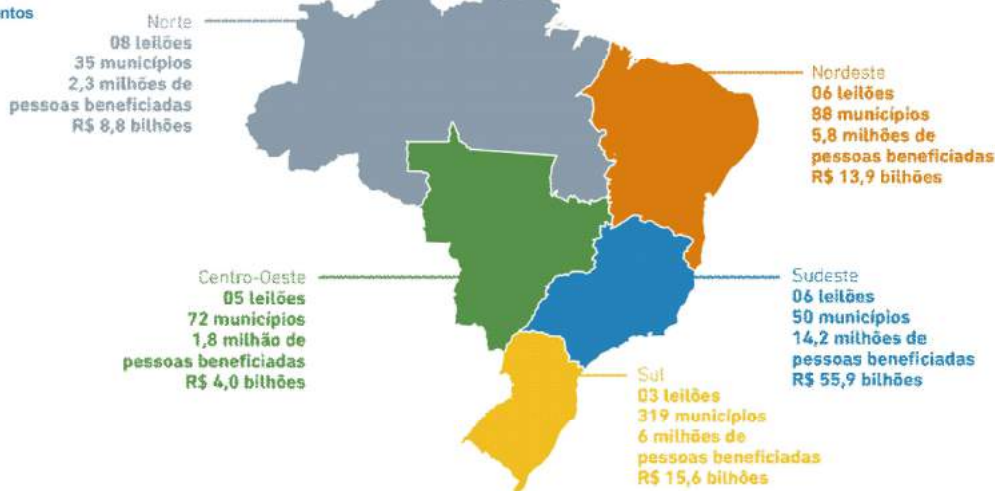 Norte
08 leilões
35 municípios
2,3 milhões de
pessoas beneficiadas
R$ 8,8 bilhões
Nordeste
06 leilões
88 municípios
5,8 milhões de
pessoas beneficiadas
R$ 13,9 bilhões
Centro-Oeste
05 leilões
72 municípios
1,8 milhão de
pessoas beneficiadas
R$ 4,0 bilhões
Sudeste
06 leilões
50 municípios
14,2 milhões de
pessoas beneficiadas
R$ 55,9 bilhões
Sul
03 leilões
319 municípios
6 milhões de
pessoas beneficiadas
R$ 15,6 bilhões